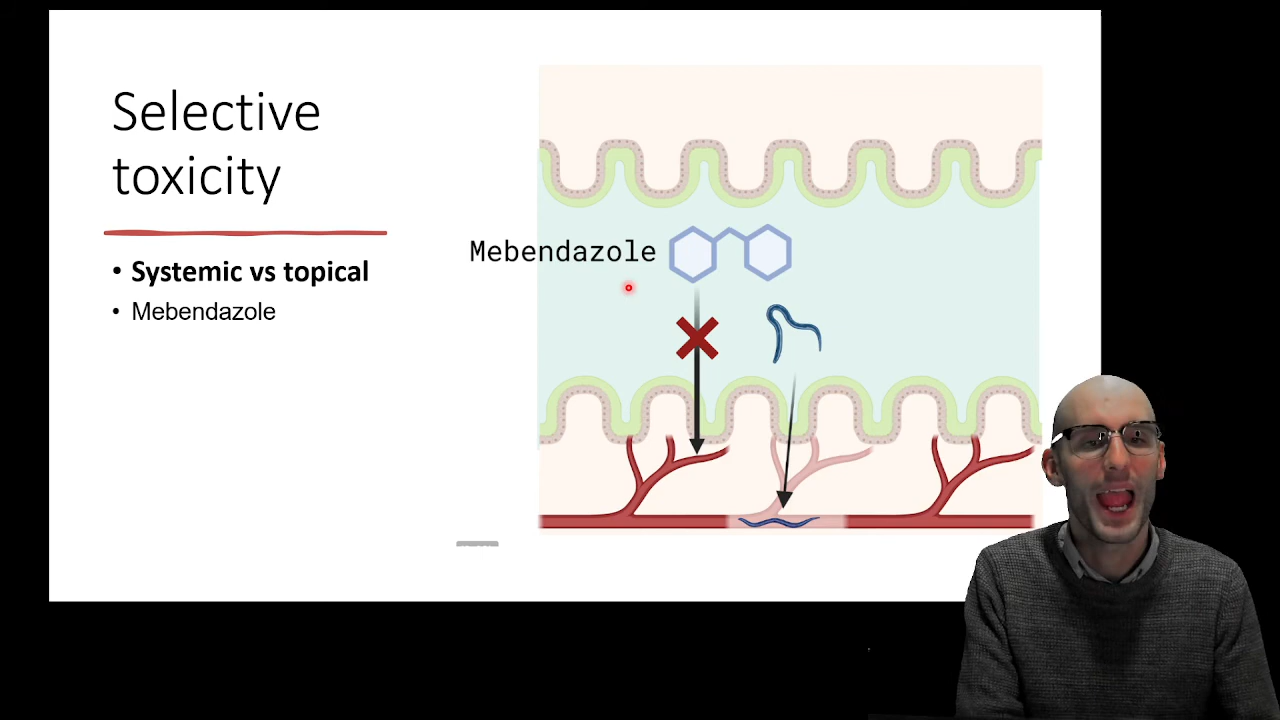 Selective
toxicity
• Systemic vs topical
• Mebendazole
Mebendazole